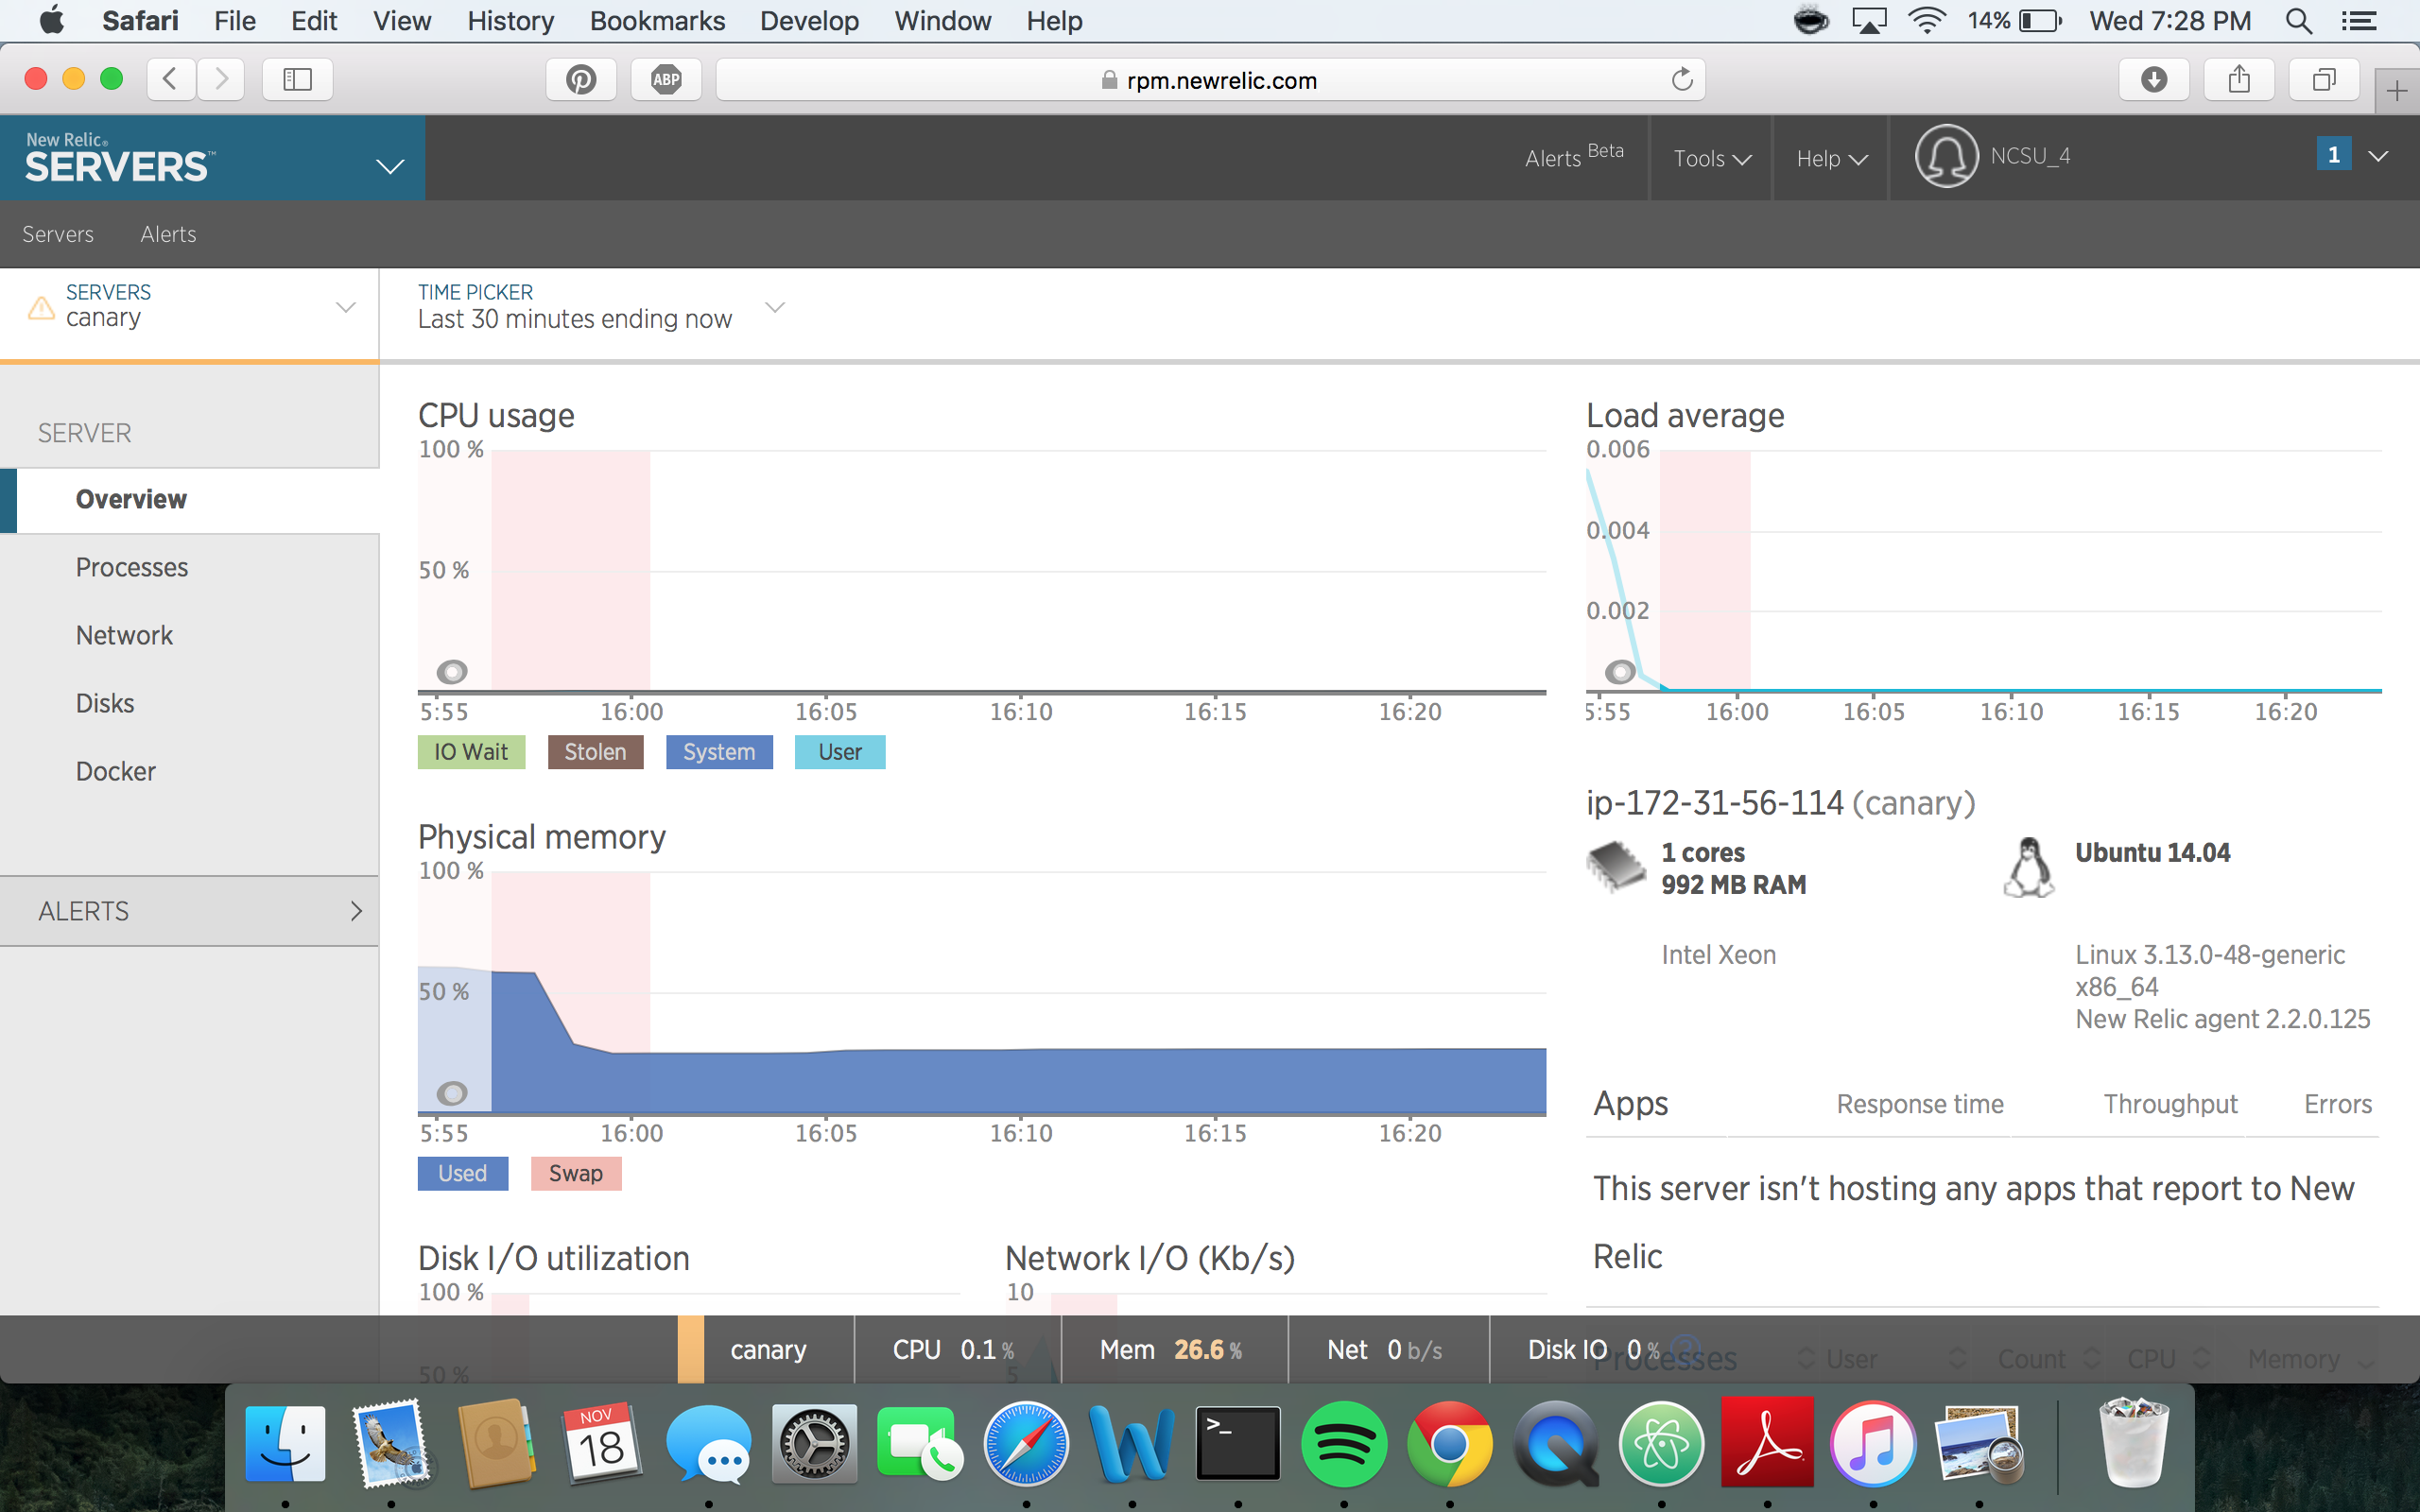 Safari File Edit View History Bookmarks Develop Window Help 14% Wed 7:28 PM
ABP rpm.newrelic.com
New Relic®
SERVERS™
Alerts Beta Tools Help NCSU_4 1
Servers Alerts
SERVERS
canary
TIME PICKER
Last 30 minutes ending now
SERVER
Overview
Processes
Network
Disks
Docker
ALERTS
CPU usage
100 %
50 %
5:55 16:00 16:05 16:10 16:15 16:20
IO Wait Stolen System User
Physical memory
100 %
50 %
5:55 16:00 16:05 16:10 16:15 16:20
Used Swap
Disk I/O utilization
100 %
50 %
Network I/O (Kb/s)
10
5
Load average
0.006
0.004
0.002
5:55 16:00 16:05 16:10 16:15 16:20
ip-172-31-56-114 (canary)
1 cores
992 MB RAM
Intel Xeon
Ubuntu 14.04
Linux 3.13.0-48-generic
x86_64
New Relic agent 2.2.0.125
Apps Response time Throughput Errors
This server isn't hosting any apps that report to New
Relic
Processes User Count CPU Memory
canary CPU 0.1 % Mem 26.6 % Net 0 b/s Disk IO 0 %
NOV
18
>_